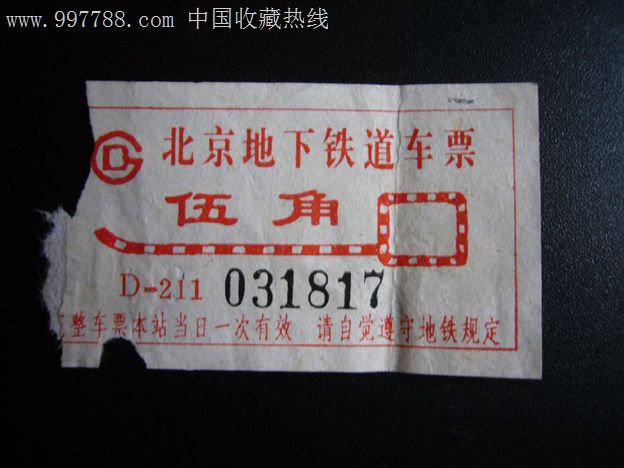 www.997788.com 中国收藏热线
北京地下铁道车票
伍角
D-211 031817
整车票本站当日一次有效 请自觉遵守地铁规定